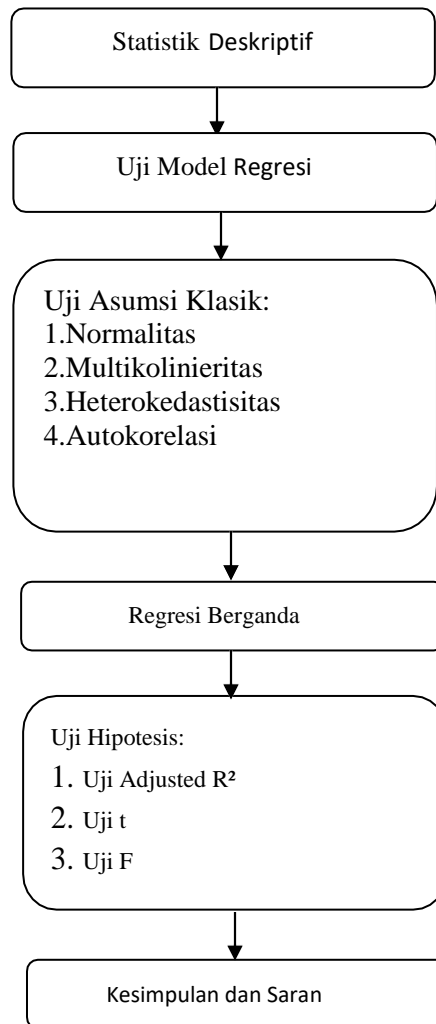 Statistik Deskriptif
Uji Model Regresi
Uji Asumsi Klasik:
1.Normalitas
2.Multikolinieritas
3.Heterokedastisitas
4.Autokorelasi
Regresi Berganda
Uji Hipotesis:
1. Uji Adjusted R²
2. Uji t
3. Uji F
Kesimpulan dan Saran